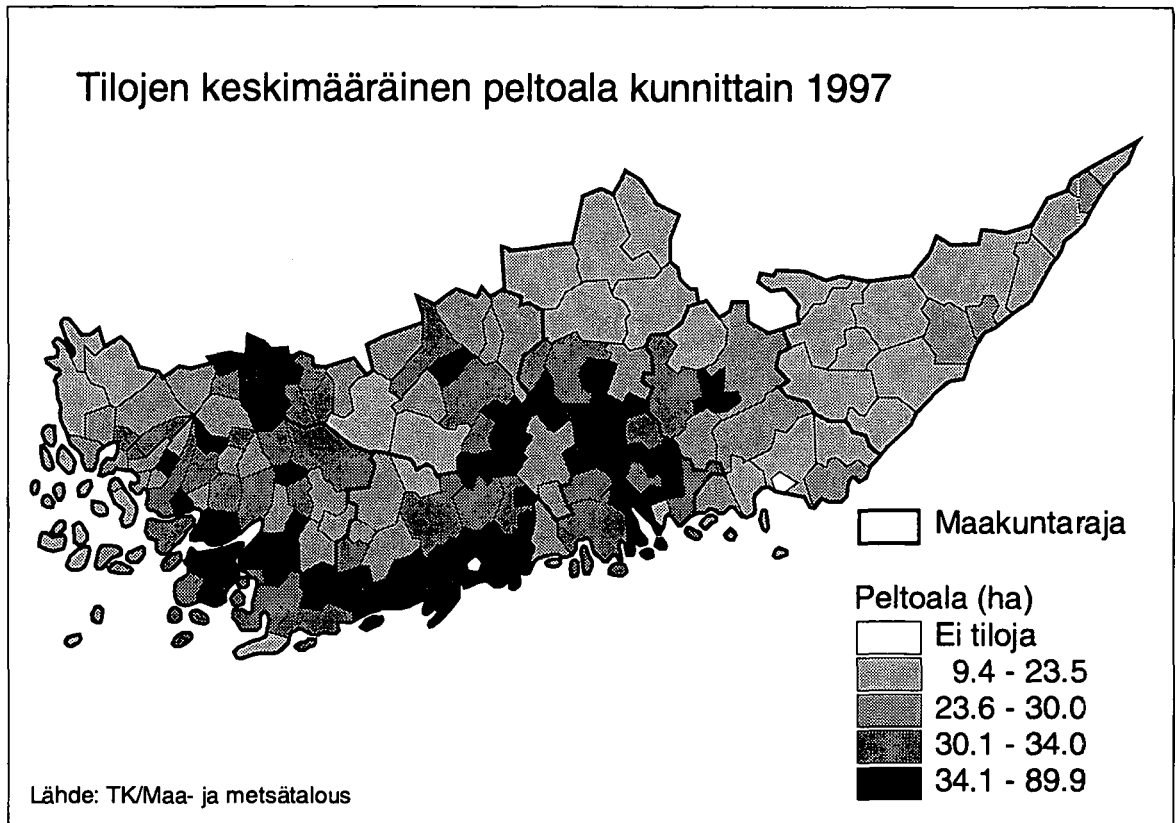 Tilojen keskimääräinen peltoala kunnittain 1997
Maakuntaraja
Peltoala (ha)
Ei tiloja
9.4 - 23.5
23.6 - 30.0
30.1 - 34.0
34.1 - 89.9
Lähde: TK/Maa- ja metsätalous